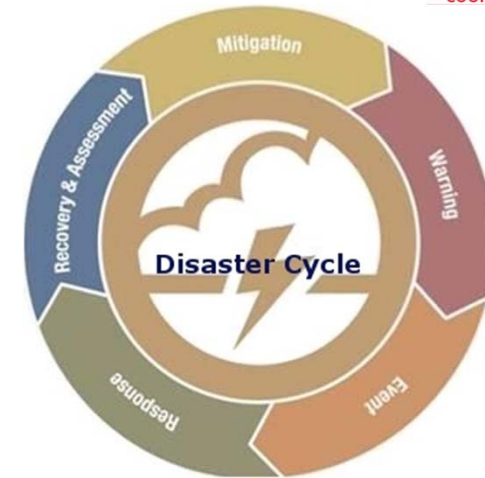 Mitigation
Warning
Event
Response
Recovery & Assessment
Disaster Cycle